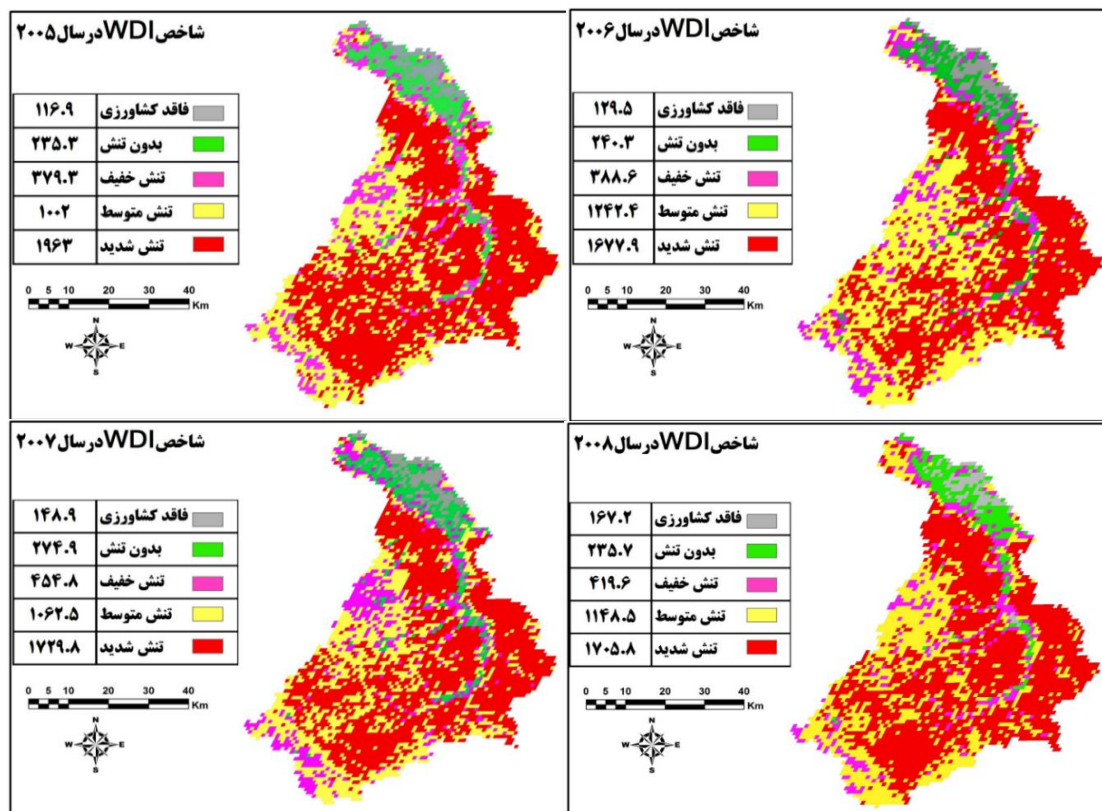 شاخص WDI در سال ۲۰۰۵
۱۱۶.۹ فاقد کشاورزی
۲۳۵.۳ بدون تنش
۳۷۹.۳ تنش خفیف
۱۰۰۲ تنش متوسط
۱۹۶۳ تنش شدید
0 5 10 20 30 40
Km
N
W E
S
شاخص WDI در سال ۲۰۰۶
۱۲۹.۵ فاقد کشاورزی
۲۴۰.۳ بدون تنش
۳۸۸.۶ تنش خفیف
۱۲۴۲.۴ تنش متوسط
۱۶۷۷.۹ تنش شدید
0 5 10 20 30 40
Km
N
W E
S
شاخص WDI در سال ۲۰۰۷
۱۴۸.۹ فاقد کشاورزی
۲۷۴.۹ بدون تنش
۴۵۴.۸ تنش خفیف
۱۰۶۲.۵ تنش متوسط
۱۷۲۹.۸ تنش شدید
0 5 10 20 30 40
Km
N
W E
S
شاخص WDI در سال ۲۰۰۸
۱۶۷.۲ فاقد کشاورزی
۲۳۵.۷ بدون تنش
۴۱۹.۶ تنش خفیف
۱۱۴۸.۵ تنش متوسط
۱۷۰۵.۸ تنش شدید
0 5 10 20 30 40
Km
N
W E
S